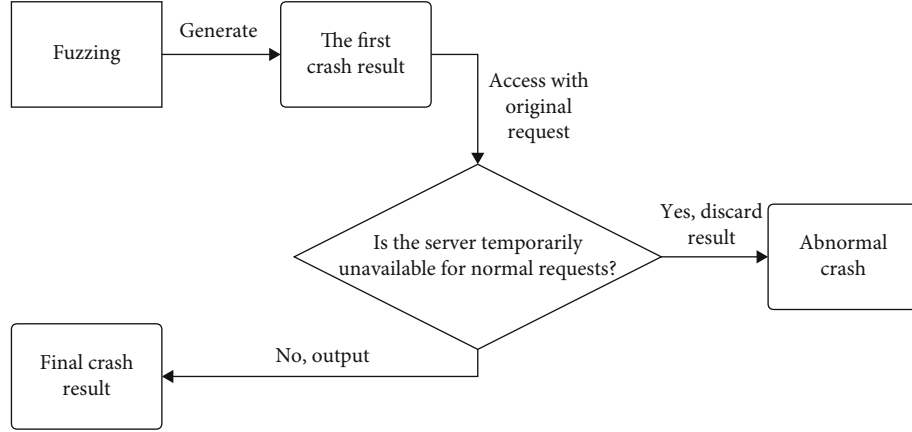 Fuzzing
Generate
The first
crash result
Access with
original
request
Is the server temporarily
unavailable for normal requests?
Yes, discard
result
Abnormal
crash
No, output
Final crash
result